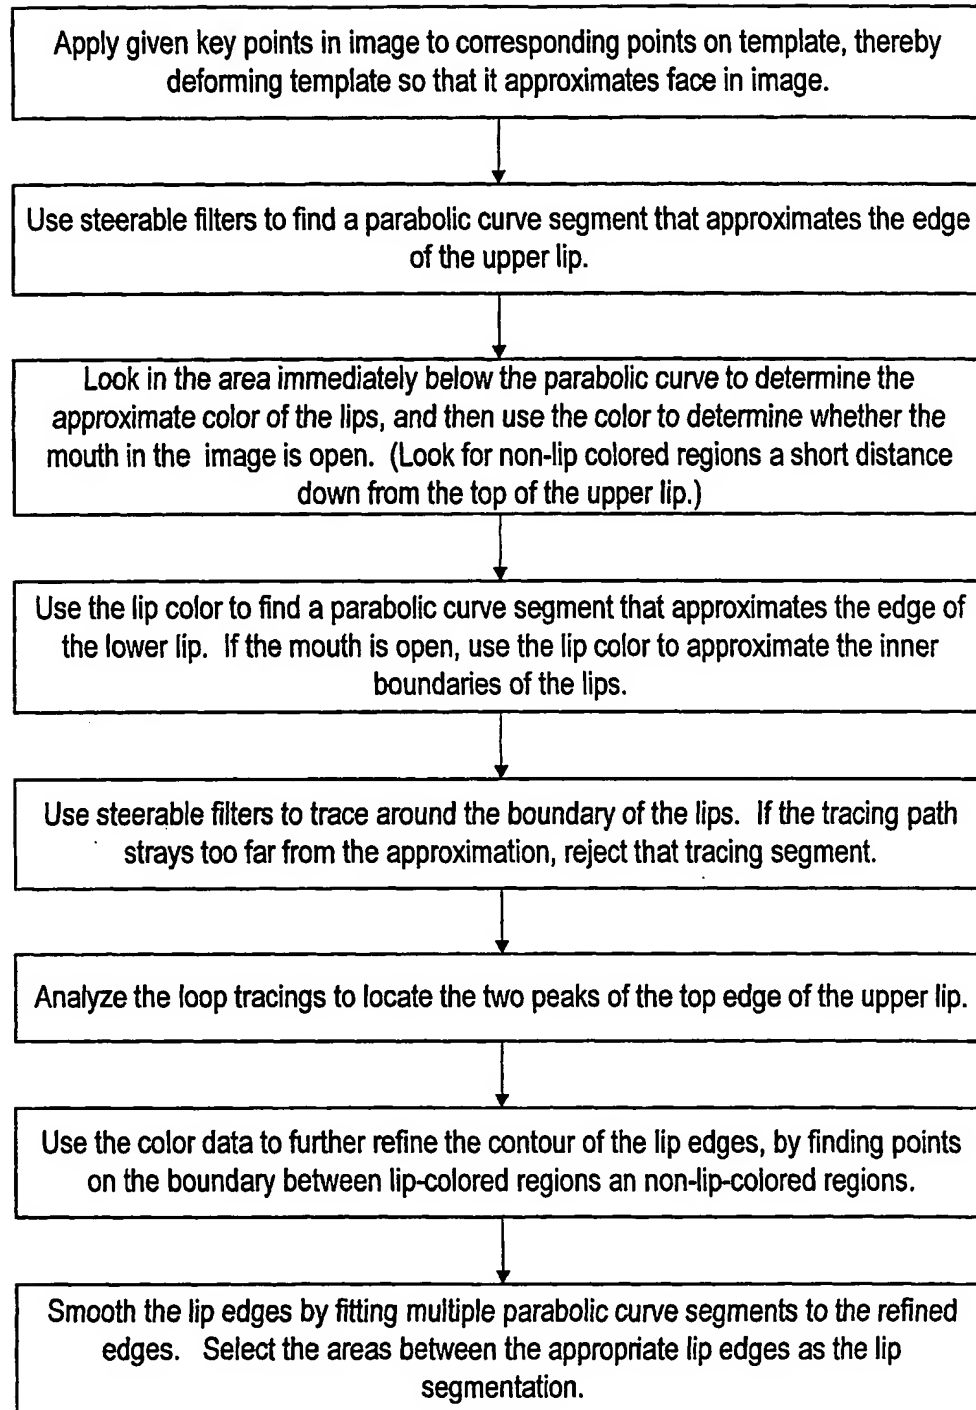 Apply given key points in image to corresponding points on template, thereby
deforming template so that it approximates face in image.
Use steerable filters to find a parabolic curve segment that approximates the edge
of the upper lip.
Look in the area immediately below the parabolic curve to determine the
approximate color of the lips, and then use the color to determine whether the
mouth in the image is open. (Look for non-lip colored regions a short distance
down from the top of the upper lip.)
Use the lip color to find a parabolic curve segment that approximates the edge of
the lower lip. If the mouth is open, use the lip color to approximate the inner
boundaries of the lips.
Use steerable filters to trace around the boundary of the lips. If the tracing path
strays too far from the approximation, reject that tracing segment.
Analyze the loop tracings to locate the two peaks of the top edge of the upper lip.
Use the color data to further refine the contour of the lip edges, by finding points
on the boundary between lip-colored regions an non-lip-colored regions.
Smooth the lip edges by fitting multiple parabolic curve segments to the refined
edges. Select the areas between the appropriate lip edges as the lip
segmentation.